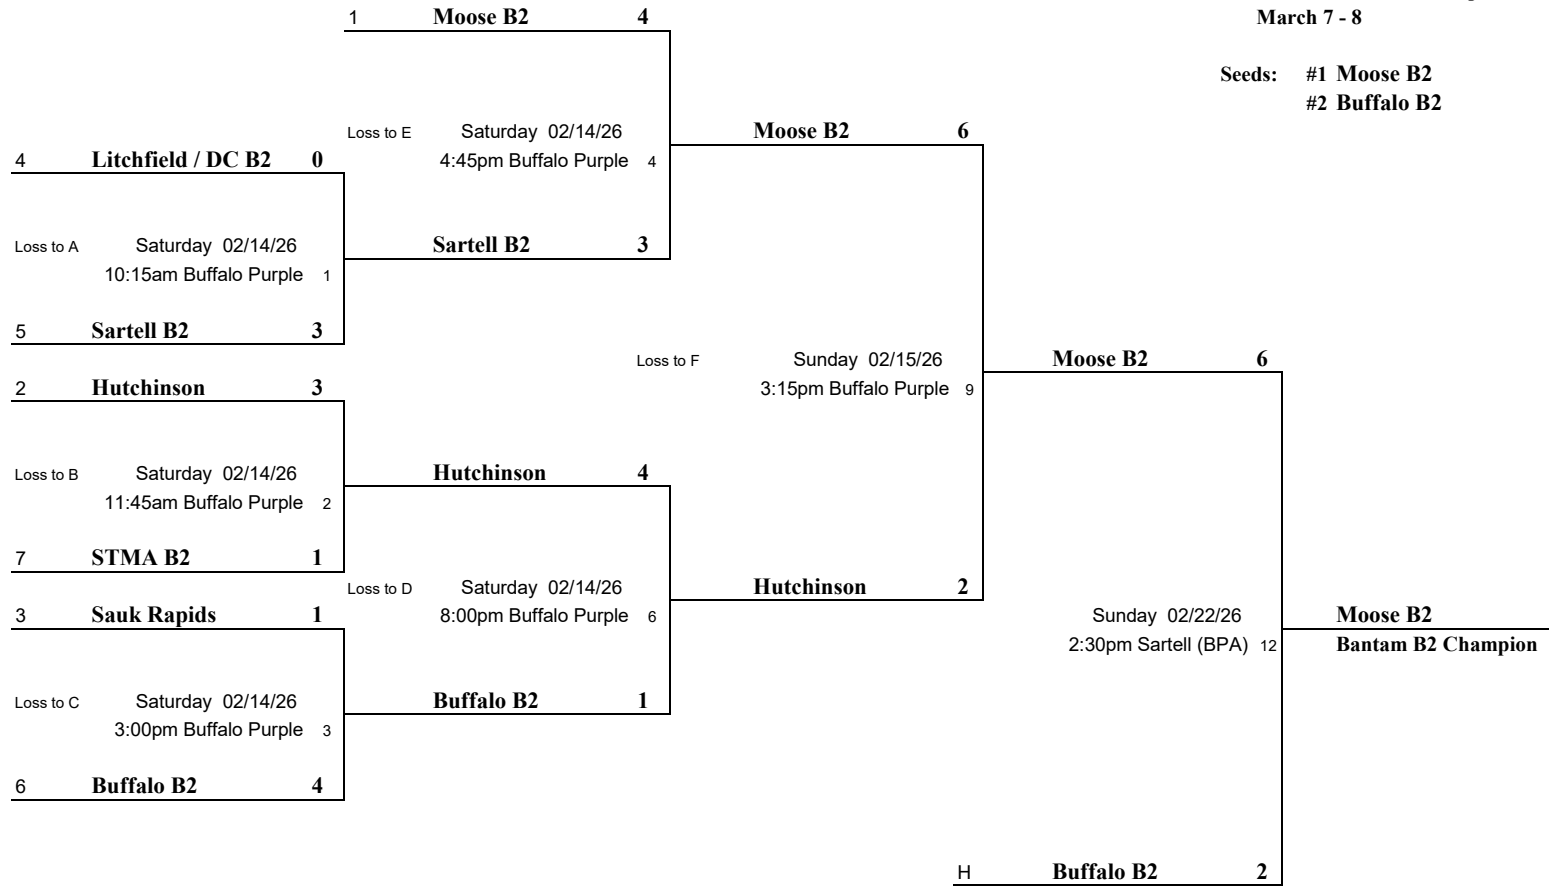 1 Moose B2 4
March 7 - 8
Seeds: #1 Moose B2
#2 Buffalo B2
Loss to E Saturday 02/14/26
4:45pm Buffalo Purple 4
Moose B2 6
4 Litchfield / DC B2 0
Loss to A Saturday 02/14/26
10:15am Buffalo Purple 1
Sartell B2 3
5 Sartell B2 3
Loss to F Sunday 02/15/26
3:15pm Buffalo Purple 9
Moose B2 6
2 Hutchinson 3
Loss to B Saturday 02/14/26
11:45am Buffalo Purple 2
Hutchinson 4
7 STMA B2 1
Loss to D Saturday 02/14/26
8:00pm Buffalo Purple 6
Hutchinson 2
3 Sauk Rapids 1
Sunday 02/22/26
2:30pm Sartell (BPA) 12
Moose B2
Bantam B2 Champion
Loss to C Saturday 02/14/26
3:00pm Buffalo Purple 3
Buffalo B2 1
6 Buffalo B2 4
H Buffalo B2 2